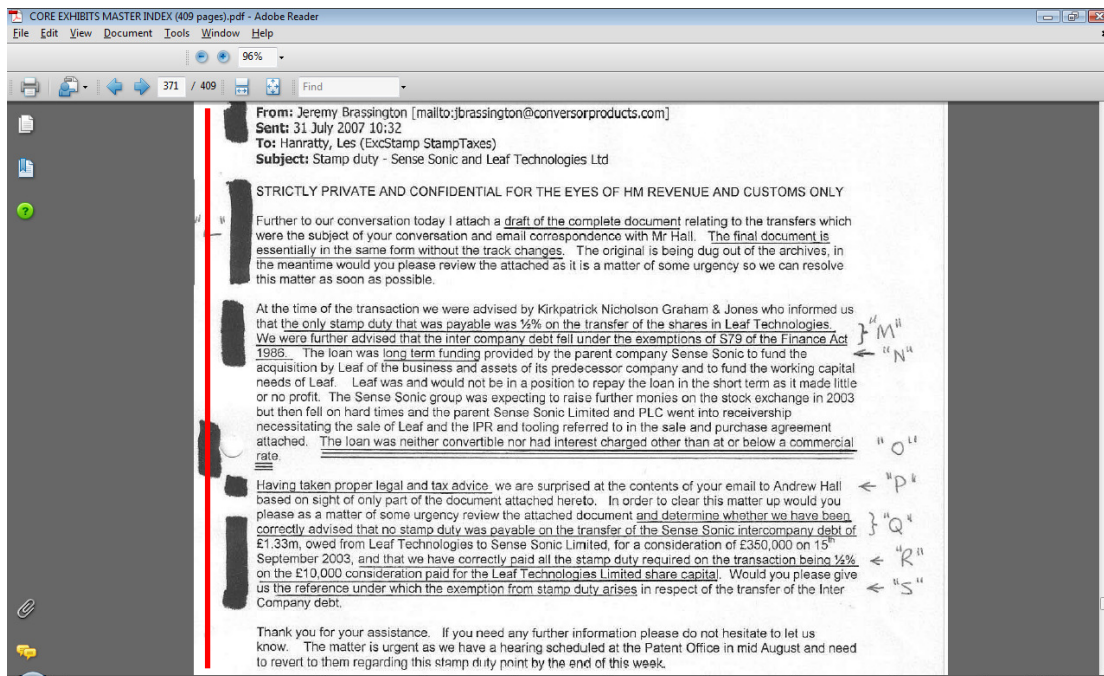 CORE EXHIBITS MASTER INDEX (409 pages).pdf - Adobe Reader
File Edit View Document Tools Window Help
96%
371 / 409 Find
From: Jeremy Brassington [mailto:jbrassington@conversorproducts.com]
Sent: 31 July 2007 10:32
To: Hanratty, Les (ExcStamp StampTaxes)
Subject: Stamp duty - Sense Sonic and Leaf Technologies Ltd
STRICTLY PRIVATE AND CONFIDENTIAL FOR THE EYES OF HM REVENUE AND CUSTOMS ONLY
Further to our conversation today I attach a draft of the complete document relating to the transfers which
"L"
were the subject of your conversation and email correspondence with Mr Hall. The final document is
essentially in the same form without the track changes. The original is being dug out of the archives, in
the meantime would you please review the attached as it is a matter of some urgency so we can resolve
this matter as soon as possible.
At the time of the transaction we were advised by Kirkpatrick Nicholson Graham & Jones who informed us
that the only stamp duty that was payable was ½% on the transfer of the shares in Leaf Technologies. "M"
We were further advised that the inter company debt fell under the exemptions of S79 of the Finance Act
1986. The loan was long term funding provided by the parent company Sense Sonic to fund the "N"
acquisition by Leaf of the business and assets of its predecessor company and to fund the working capital
needs of Leaf. Leaf was and would not be in a position to repay the loan in the short term as it made little
or no profit. The Sense Sonic group was expecting to raise further monies on the stock exchange in 2003
but then fell on hard times and the parent Sense Sonic Limited and PLC went into receivership
necessitating the sale of Leaf and the IPR and tooling referred to in the sale and purchase agreement
attached. The loan was neither convertible nor had interest charged other than at or below a commercial "O"
rate.
Having taken proper legal and tax advice we are surprised at the contents of your email to Andrew Hall ← "P"
based on sight of only part of the document attached hereto. In order to clear this matter up would you
please as a matter of some urgency review the attached document and determine whether we have been
correctly advised that no stamp duty was payable on the transfer of the Sense Sonic intercompany debt of } "Q"
£1.33m, owed from Leaf Technologies to Sense Sonic Limited, for a consideration of £350,000 on 15th
September 2003, and that we have correctly paid all the stamp duty required on the transaction being ½% ← "R"
on the £10,000 consideration paid for the Leaf Technologies Limited share capital. Would you please give
us the reference under which the exemption from stamp duty arises in respect of the transfer of the Inter ← "S"
Company debt.
Thank you for your assistance. If you need any further information please do not hesitate to let us
know. The matter is urgent as we have a hearing scheduled at the Patent Office in mid August and need
to revert to them regarding this stamp duty point by the end of this week.